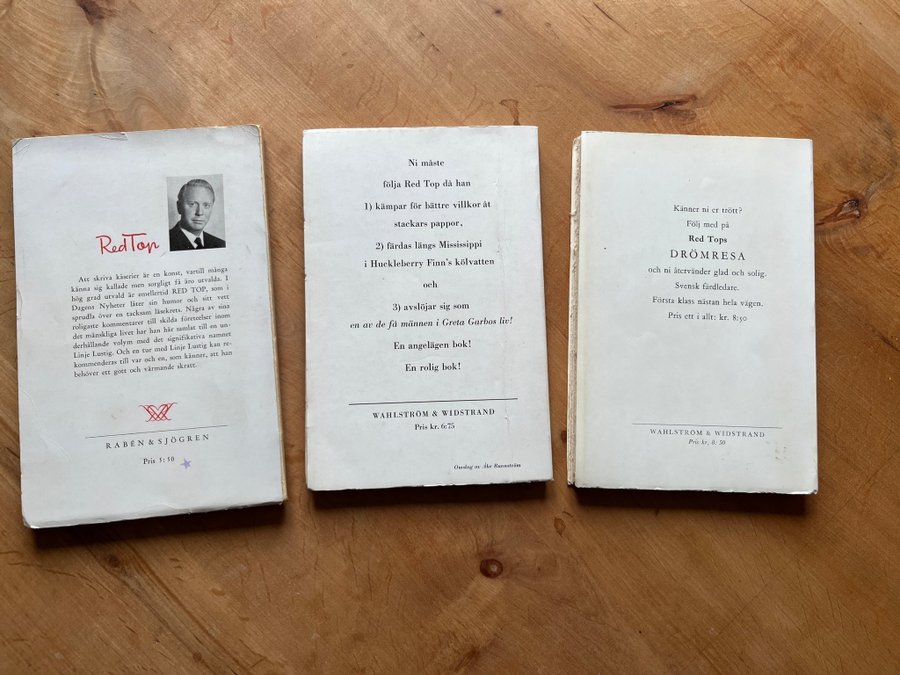 Red Top
Att skriva kåserier är en konst, vartill många
känna sig kallade men sorgligt få äro utvalda. I
hög grad utvald är emellertid RED TOP, som i
Dagens Nyheter låter sin humor och sitt vett
sprudla över en tacksam läsekrets. Några av sina
roligaste kommentarer till skilda företeelser inom
det mänskliga livet har han här samlat till en un-
derhållande volym med det signifikativa namnet
Linje Lustig. Och en tur med Linje Lustig kan re-
kommenderas till var och en, som känner, att han
behöver ett gott och värmande skratt.
RABÉN & SJÖGREN
Pris 5:50
Ni måste
följa Red Top då han
1) kämpar för bättre villkor åt
stackars pappor,
2) färdas längs Mississippi
i Huckleberry Finn's kölvatten
och
3) avslöjar sig som
en av de få männen i Greta Garbos liv!
En angelägen bok!
En rolig bok!
WAHLSTRÖM & WIDSTRAND
Pris kr. 6:75
Omslag av Åke Runnström
Känner ni er trött?
Följ med på
Red Tops
DRÖMRESA
och ni återvänder glad och solig.
Svensk färdledare.
Första klass nästan hela vägen.
Pris ett i allt: kr. 8:50
WAHLSTRÖM & WIDSTRAND
Pris kr. 8:50